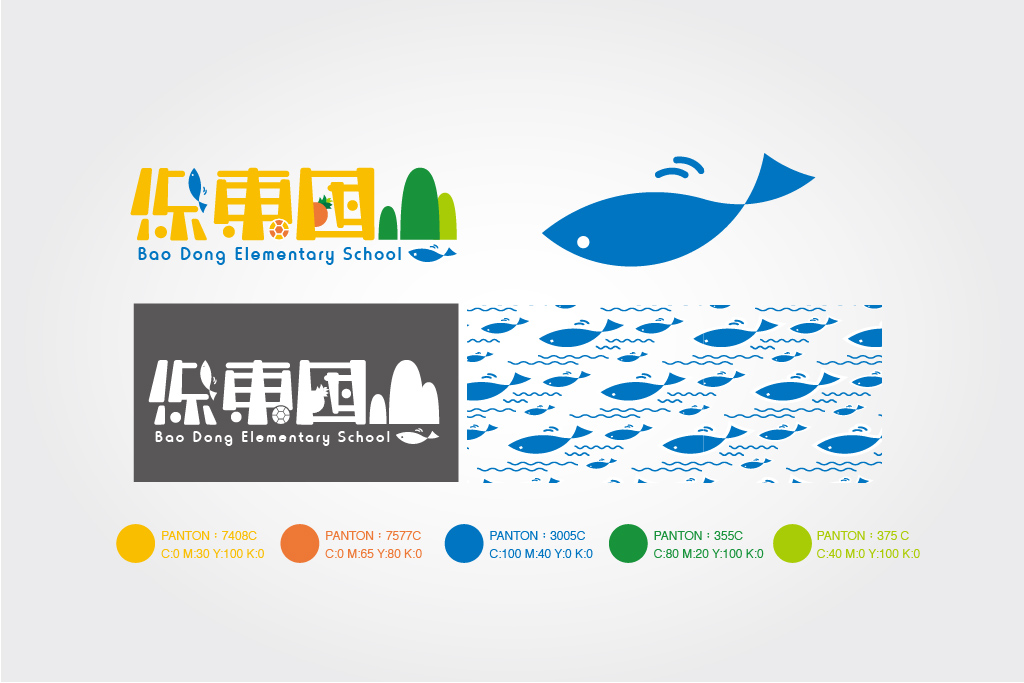 保東國小
Bao Dong Elementary School
保東國小
Bao Dong Elementary School
PANTON：7408C
C:0 M:30 Y:100 K:0
PANTON：7577C
C:0 M:65 Y:80 K:0
PANTON：3005C
C:100 M:40 Y:0 K:0
PANTON：355C
C:80 M:20 Y:100 K:0
PANTON：375 C
C:40 M:0 Y:100 K:0